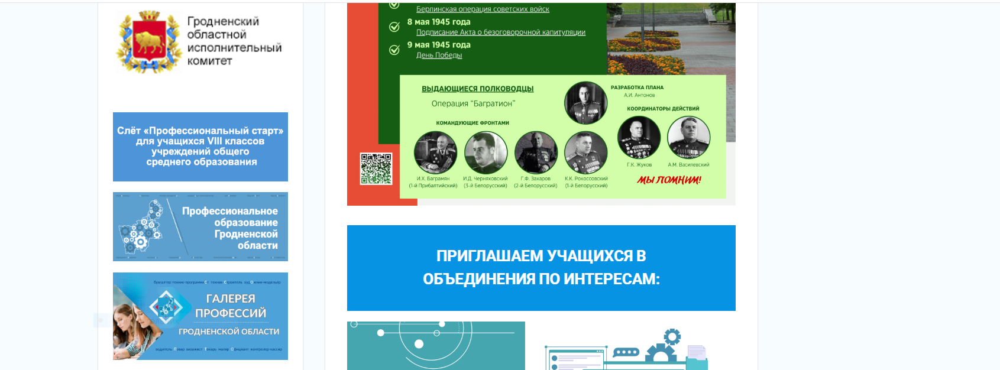 Гродненский
областной
исполнительный
комитет
Слёт «Профессиональный старт»
для учащихся VIII классов
учреждений общего
среднего образования
Профессиональное
образование
Гродненской
области
ГАЛЕРЕЯ
ПРОФЕССИЙ
ГРОДНЕНСКОЙ ОБЛАСТИ
Берлинская операция советских войск
8 мая 1945 года
Подписание Акта о безоговорочной капитуляции
9 мая 1945 года
День Победы
ВЫДАЮЩИЕСЯ ПОЛКОВОДЦЫ
Операция "Багратион"
РАЗРАБОТКА ПЛАНА
А.И. Антонов
КООРДИНАТОРЫ ДЕЙСТВИЙ
Г.К. Жуков
А.М. Василевский
КОМАНДУЮЩИЕ ФРОНТАМИ
И.Х. Баграмян
(1-й Прибалтийский)
И.Д. Черняховский
(3-й Белорусский)
Г.Ф. Захаров
(2-й Белорусский)
К.К. Рокоссовский
(1-й Белорусский)
МЫ ПОМНИМ!
ПРИГЛАШАЕМ УЧАЩИХСЯ В
ОБЪЕДИНЕНИЯ ПО ИНТЕРЕСАМ: